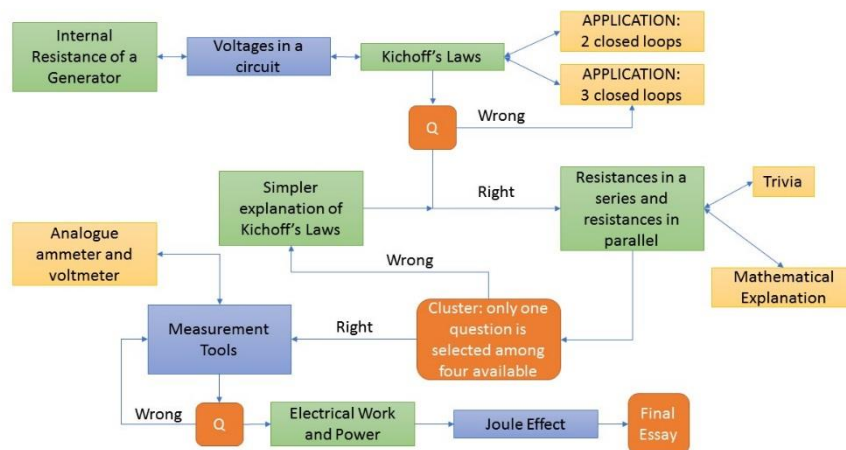 Internal
Resistance of a
Generator
Voltages in a
circuit
Kichoff's Laws
APPLICATION:
2 closed loops
APPLICATION:
3 closed loops
Q
Wrong
Simpler
explanation of
Kichoff's Laws
Right
Resistances in a
series and
resistances in
parallel
Trivia
Mathematical
Explanation
Analogue
ammeter and
voltmeter
Wrong
Measurement
Tools
Right
Cluster: only one
question is
selected among
four available
Wrong
Q
Electrical Work
and Power
Joule Effect
Final
Essay